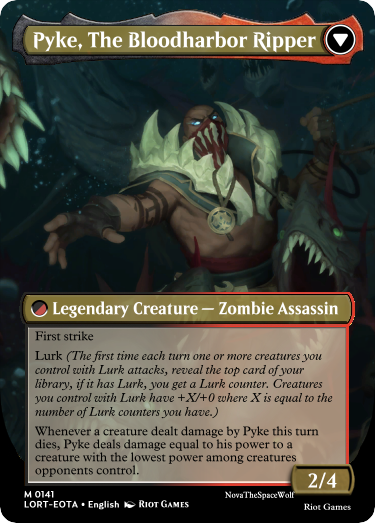 Pyke, The Bloodharbor Ripper
Legendary Creature — Zombie Assassin
First strike
Lurk (The first time each turn one or more creatures you
control with Lurk attacks, reveal the top card of your
library, if it has Lurk, you get a Lurk counter. Creatures
you control with Lurk have +X/+0 where X is equal to the
number of Lurk counters you have.)
Whenever a creature dealt damage by Pyke this turn
dies, Pyke deals damage equal to his power to a
creature with the lowest power among creatures
opponents control.
2/4
M 0141
LORT-EOTA • English Riot Games
NovaTheSpaceWolf
Riot Games